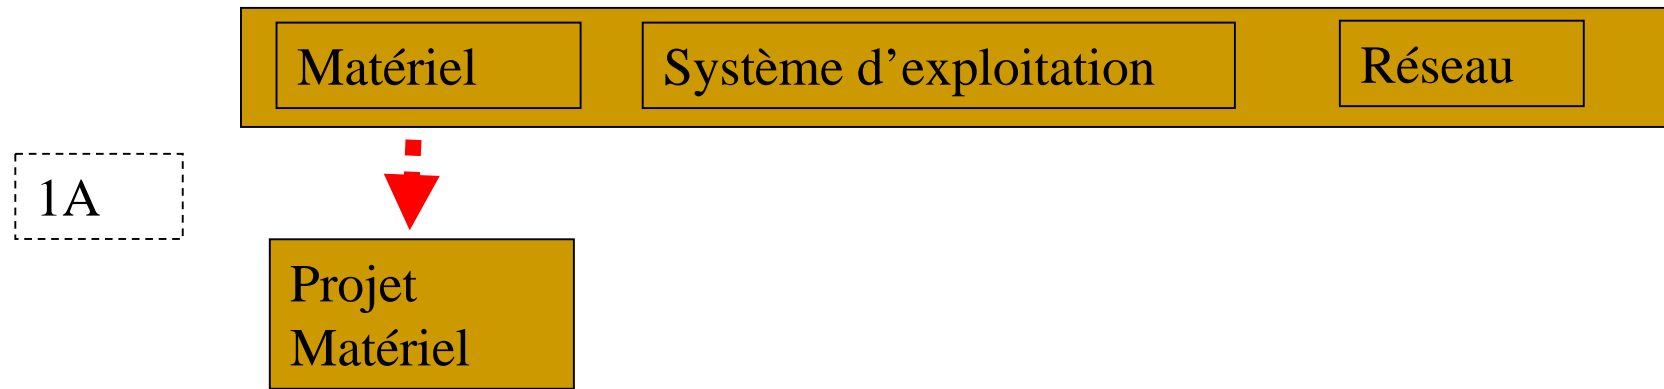 Matériel
Système d’exploitation
Réseau
1A
Projet
Matériel